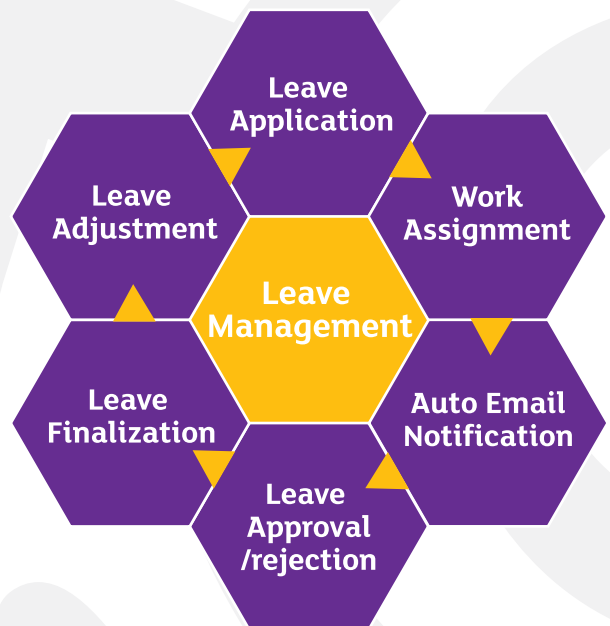 Leave
Application
Work
Assignment
Auto Email
Notification
Leave
Approval
/rejection
Leave
Finalization
Leave
Adjustment
Leave
Management